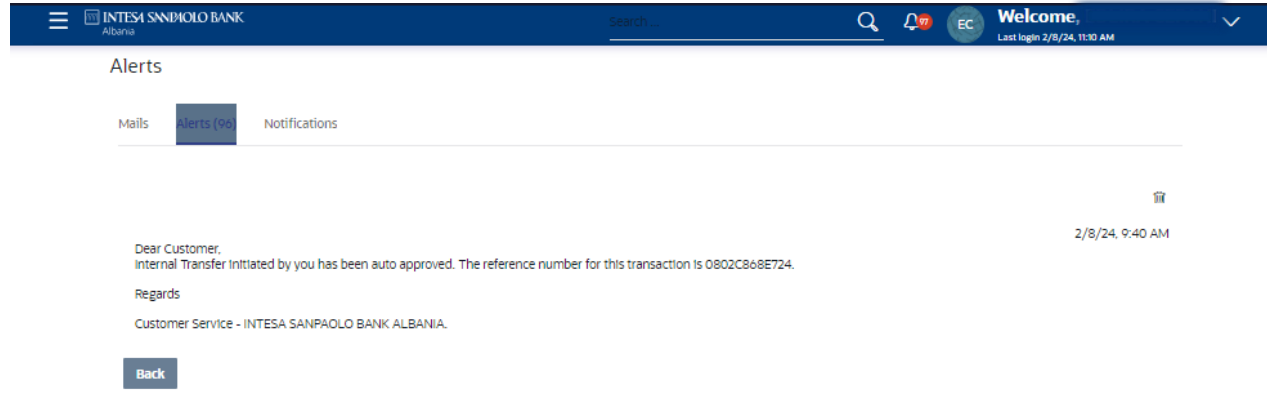 INTESA SANPAOLO BANK
Albania
Search ...
97
EC
Welcome,
Last login 2/8/24, 11:10 AM
Alerts
Mails
Alerts (96)
Notifications
2/8/24, 9:40 AM
Dear Customer,
Internal Transfer initiated by you has been auto approved. The reference number for this transaction is 0802C868E724.
Regards
Customer Service - INTESA SANPAOLO BANK ALBANIA.
Back